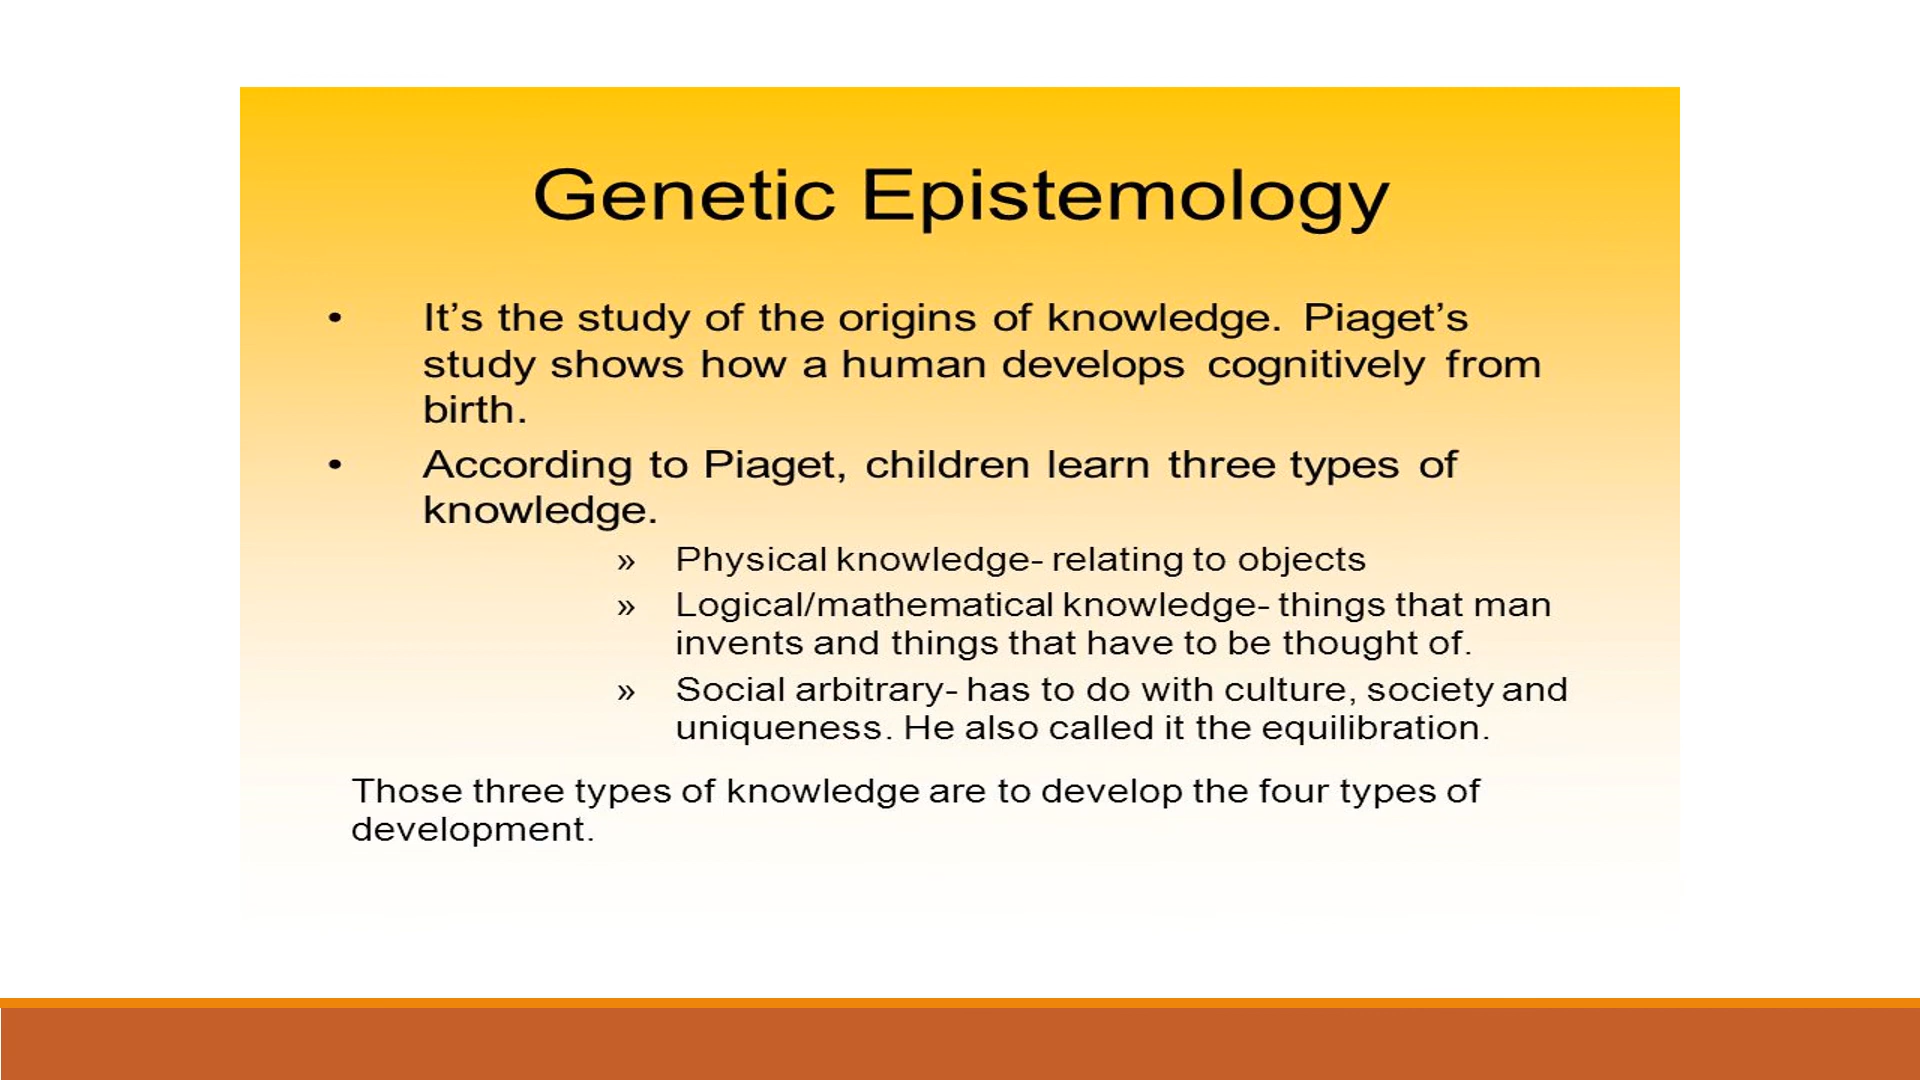 Genetic Epistemology
• It’s the study of the origins of knowledge. Piaget’s
study shows how a human develops cognitively from
birth.
• According to Piaget, children learn three types of
knowledge.
» Physical knowledge- relating to objects
» Logical/mathematical knowledge- things that man
invents and things that have to be thought of.
» Social arbitrary- has to do with culture, society and
uniqueness. He also called it the equilibration.
Those three types of knowledge are to develop the four types of
development.